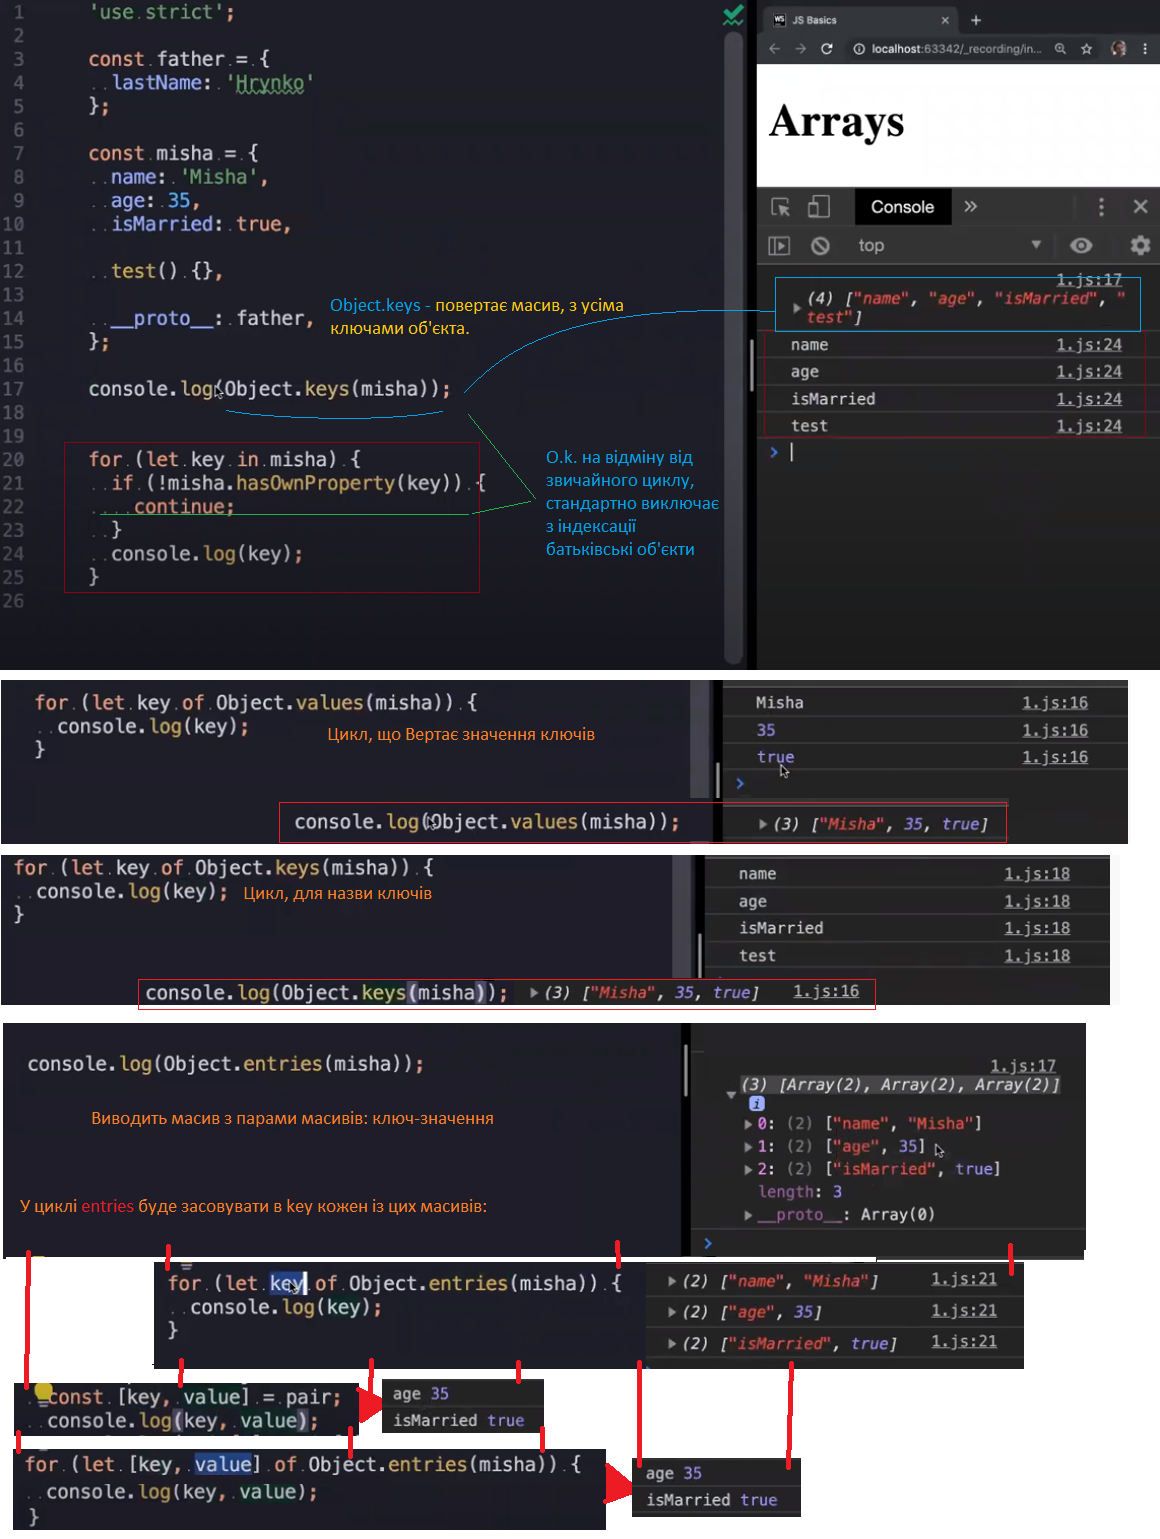 1 'use strict';
2
3 const father = {
4 lastName: 'Hrynko'
5 };
6
7 const misha = {
8 name: 'Misha',
9 age: 35,
10 isMarried: true,
11
12 test() {},
13
14 __proto__: father,
15 };
16
17 console.log(Object.keys(misha));
18
19
20 for (let key in misha) {
21 if (!misha.hasOwnProperty(key)) {
22 continue;
23 }
24 console.log(key);
25 }
26
Object.keys - повертає масив, з усіма
ключами об'єкта.
О.k. на відміну від
звичайного циклу,
стандартно виключає
з індексації
батьківські об'єкти
WS JS Basics
localhost:63342/_recording/in...
Arrays
Console
top
1.js:17
(4) ["name", "age", "isMarried", "
test"]
name 1.js:24
age 1.js:24
isMarried 1.js:24
test 1.js:24
for (let key of Object.values(misha)) {
console.log(key);
}
Цикл, що Вертає значення ключів
Misha 1.js:16
35 1.js:16
true 1.js:16
console.log(Object.values(misha));
(3) ["Misha", 35, true]
for (let key of Object.keys(misha)) {
console.log(key); Цикл, для назви ключів
}
name 1.js:18
age 1.js:18
isMarried 1.js:18
test 1.js:18
console.log(Object.keys(misha)); (3) ["Misha", 35, true] 1.js:16
console.log(Object.entries(misha));
Виводить масив з парами масивів: ключ-значення
У циклі entries буде засовувати в key кожен із цих масивів:
1.js:17
(3) [Array(2), Array(2), Array(2)]
i
0: (2) ["name", "Misha"]
1: (2) ["age", 35]
2: (2) ["isMarried", true]
length: 3
__proto__: Array(0)
for (let key of Object.entries(misha)) {
console.log(key);
}
(2) ["name", "Misha"] 1.js:21
(2) ["age", 35] 1.js:21
(2) ["isMarried", true] 1.js:21
const [key, value] = pair;
console.log(key, value);
age 35
isMarried true
for (let [key, value] of Object.entries(misha)) {
console.log(key, value);
}
age 35
isMarried true